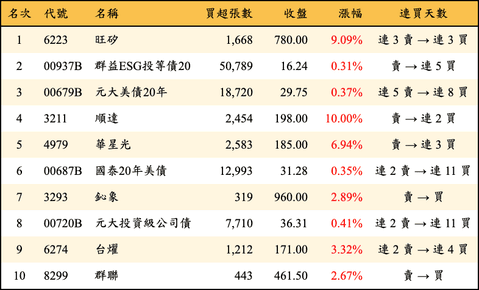 名次 代號 名稱 買超張數 收盤 漲幅 連買天數
1 6223 旺矽 1,668 780.00 9.09% 連 3 賣 → 連 3 買
2 00937B 群益ESG投等債20 50,789 16.24 0.31% 賣 → 連 5 買
3 00679B 元大美債20年 18,720 29.75 0.37% 連 5 賣 → 連 8 買
4 3211 順達 2,454 198.00 10.00% 賣 → 連 2 買
5 4979 華星光 2,583 185.00 6.94% 賣 → 連 3 買
6 00687B 國泰20年美債 12,993 31.28 0.35% 連 2 賣 → 連 11 買
7 3293 鈊象 319 960.00 2.89% 賣 → 買
8 00720B 元大投資級公司債 7,710 36.31 0.41% 連 2 賣 → 連 11 買
9 6274 台燿 1,212 171.00 3.32% 連 2 賣 → 連 4 買
10 8299 群聯 443 461.50 2.67% 賣 → 買